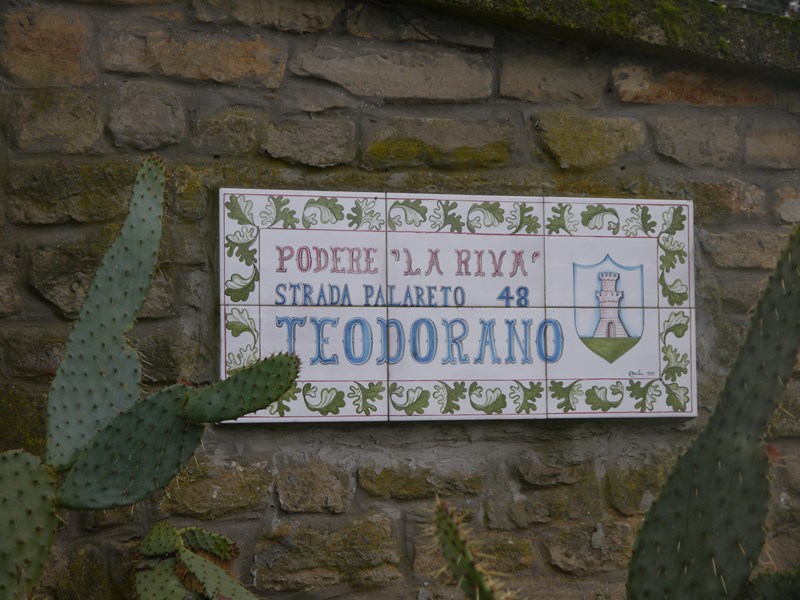 PODERE "LA RIVA"
STRADA PALARETO 48
TEODORANO